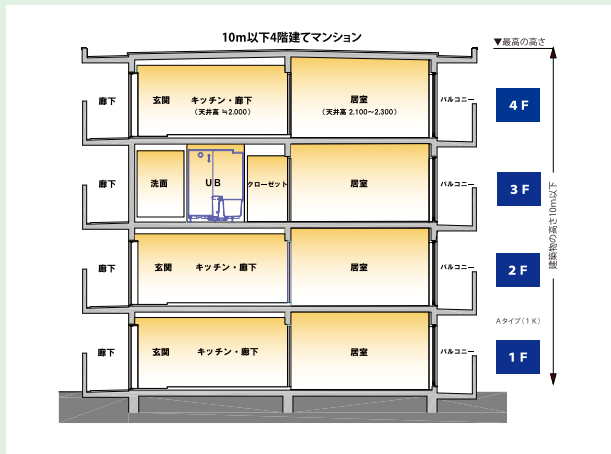 10m以下4階建てマンション
▼最高の高さ
廊下
玄関
キッチン・廊下
(天井高 ≒2.000)
居室
(天井高 2.100～2.300)
バルコニー
4F
廊下
洗面
UB
クローゼット
居室
バルコニー
3F
建築物の高さ10m以下
廊下
玄関
キッチン・廊下
居室
バルコニー
2F
Aタイプ(1K)
廊下
玄関
キッチン・廊下
居室
バルコニー
1F